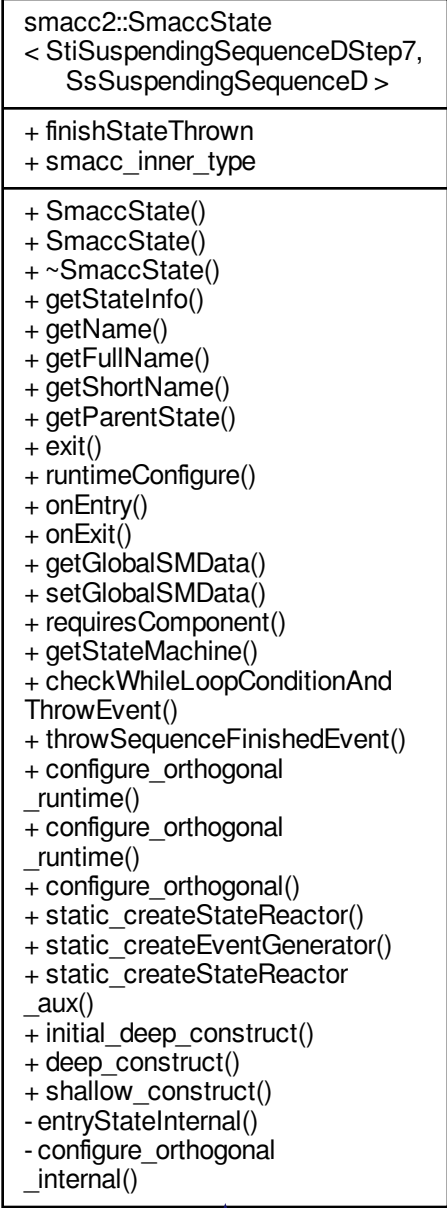 smacc2::SmaccState
< StiSuspendingSequenceDStep7,
SsSuspendingSequenceD >
+ finishStateThrown
+ smacc_inner_type
+ SmaccState()
+ SmaccState()
+ ~SmaccState()
+ getStateInfo()
+ getName()
+ getFullName()
+ getShortName()
+ getParentState()
+ exit()
+ runtimeConfigure()
+ onEntry()
+ onExit()
+ getGlobalSMData()
+ setGlobalSMData()
+ requiresComponent()
+ getStateMachine()
+ checkWhileLoopConditionAnd
ThrowEvent()
+ throwSequenceFinishedEvent()
+ configure_orthogonal
_runtime()
+ configure_orthogonal
_runtime()
+ configure_orthogonal()
+ static_createStateReactor()
+ static_createEventGenerator()
+ static_createStateReactor
_aux()
+ initial_deep_construct()
+ deep_construct()
+ shallow_construct()
- entryStateInternal()
- configure_orthogonal
_internal()